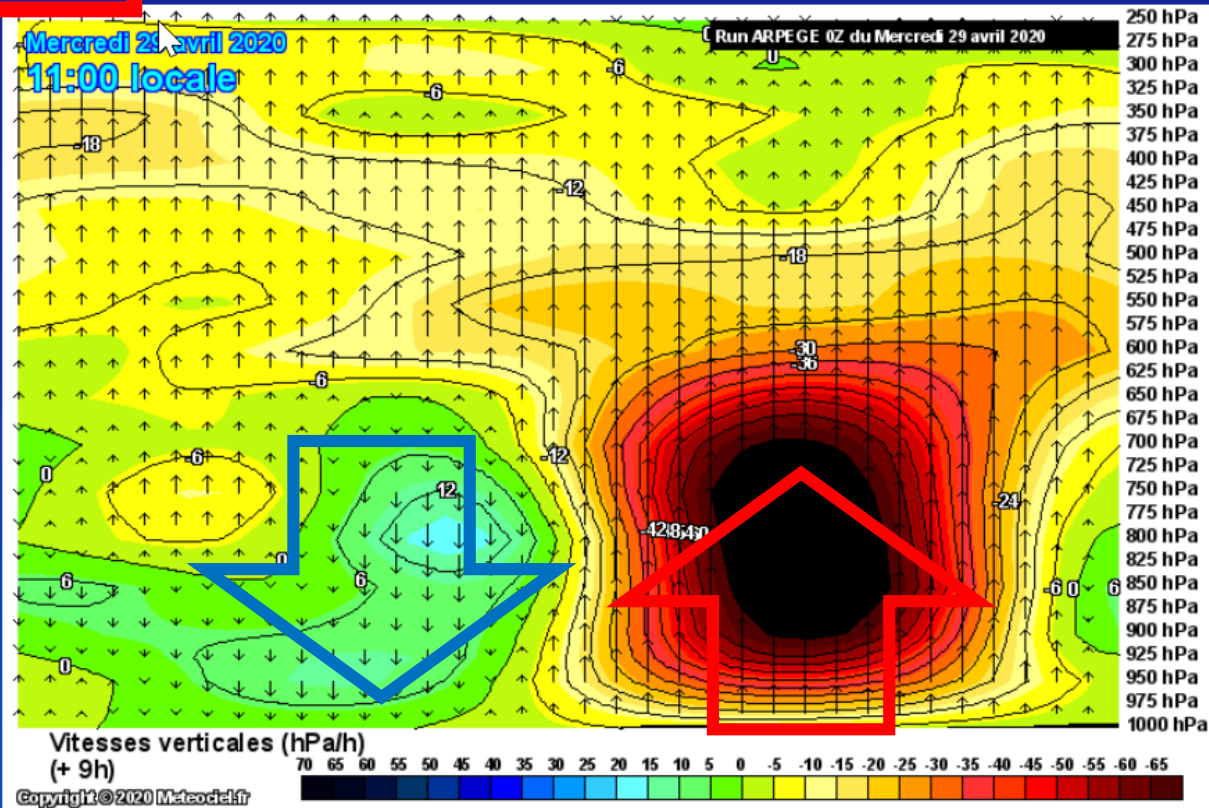 Mercredi 29 avril 2020
11:00 locale
Run ARPEGE 0Z du Mercredi 29 avril 2020
250 hPa
275 hPa
300 hPa
325 hPa
350 hPa
375 hPa
400 hPa
425 hPa
450 hPa
475 hPa
500 hPa
525 hPa
550 hPa
575 hPa
600 hPa
625 hPa
650 hPa
675 hPa
700 hPa
725 hPa
750 hPa
775 hPa
800 hPa
825 hPa
850 hPa
875 hPa
900 hPa
925 hPa
950 hPa
975 hPa
1000 hPa
0
-6
-6
-18
-12
-18
-30
-36
-6
-12
-6
0
12
-24
0
6
6
-6 0 6
0
Vitesses verticales (hPa/h)
(+ 9h)
70 65 60 55 50 45 40 35 30 25 20 15 10 5 0 -5 -10 -15 -20 -25 -30 -35 -40 -45 -50 -55 -60 -65
Copyright © 2020 Meteociel.fr